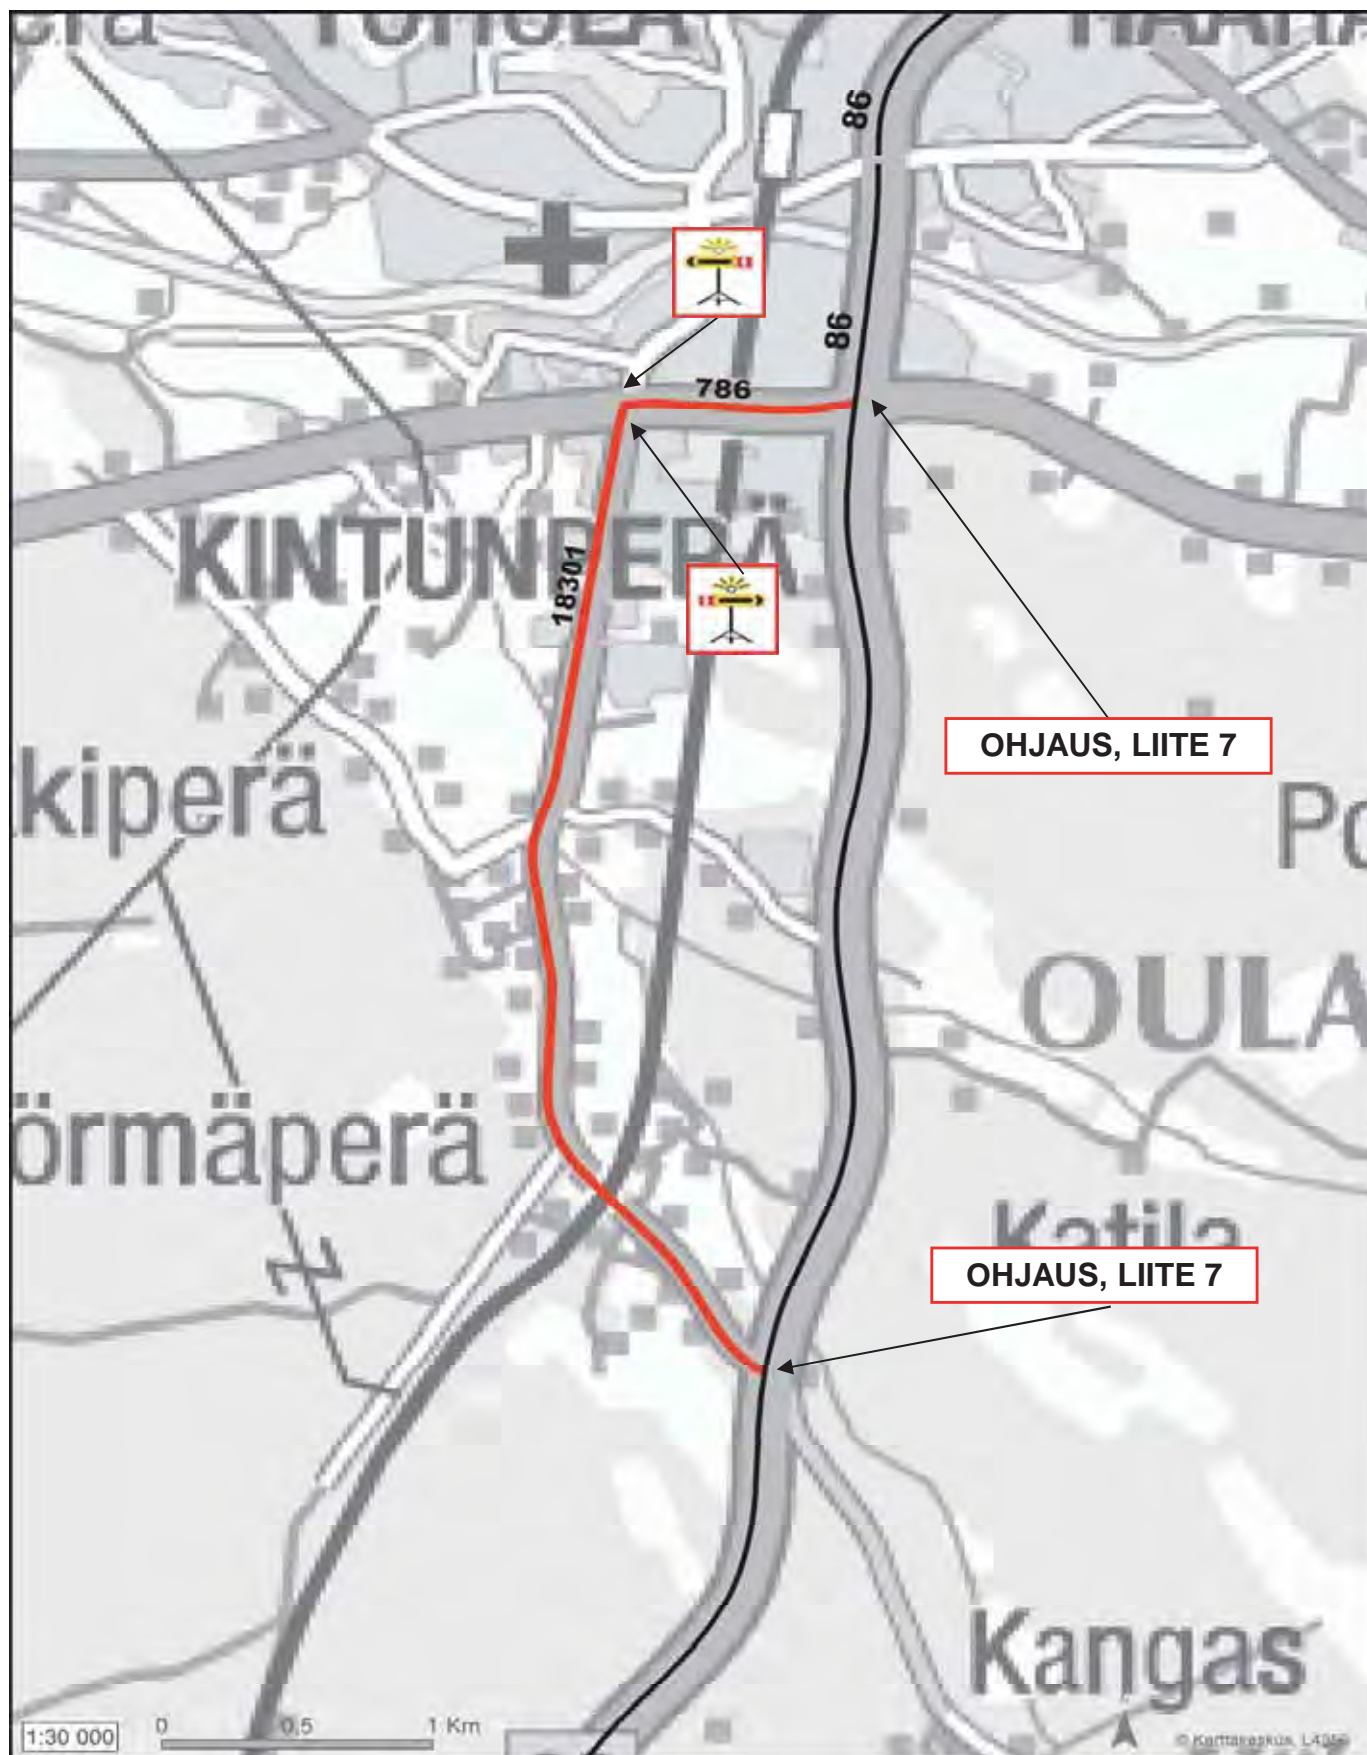 86
86
786
KINTUNPERÄ
18301
OHJAUS, LIITE 7
kiperä
Po
OULA
örmäperä
Katila
OHJAUS, LIITE 7
Kangas
1:30 000
0
0,5
1 Km